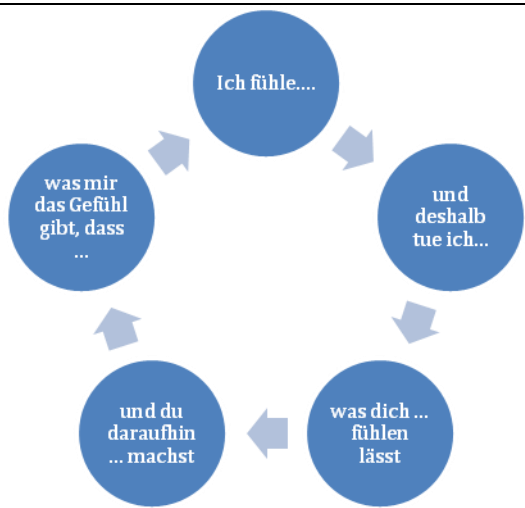 Ich fühle....
und
deshalb
tue ich...
was dich ...
fühlen
lässt
und du
daraufhin
... machst
was mir
das Gefühl
gibt, dass
...